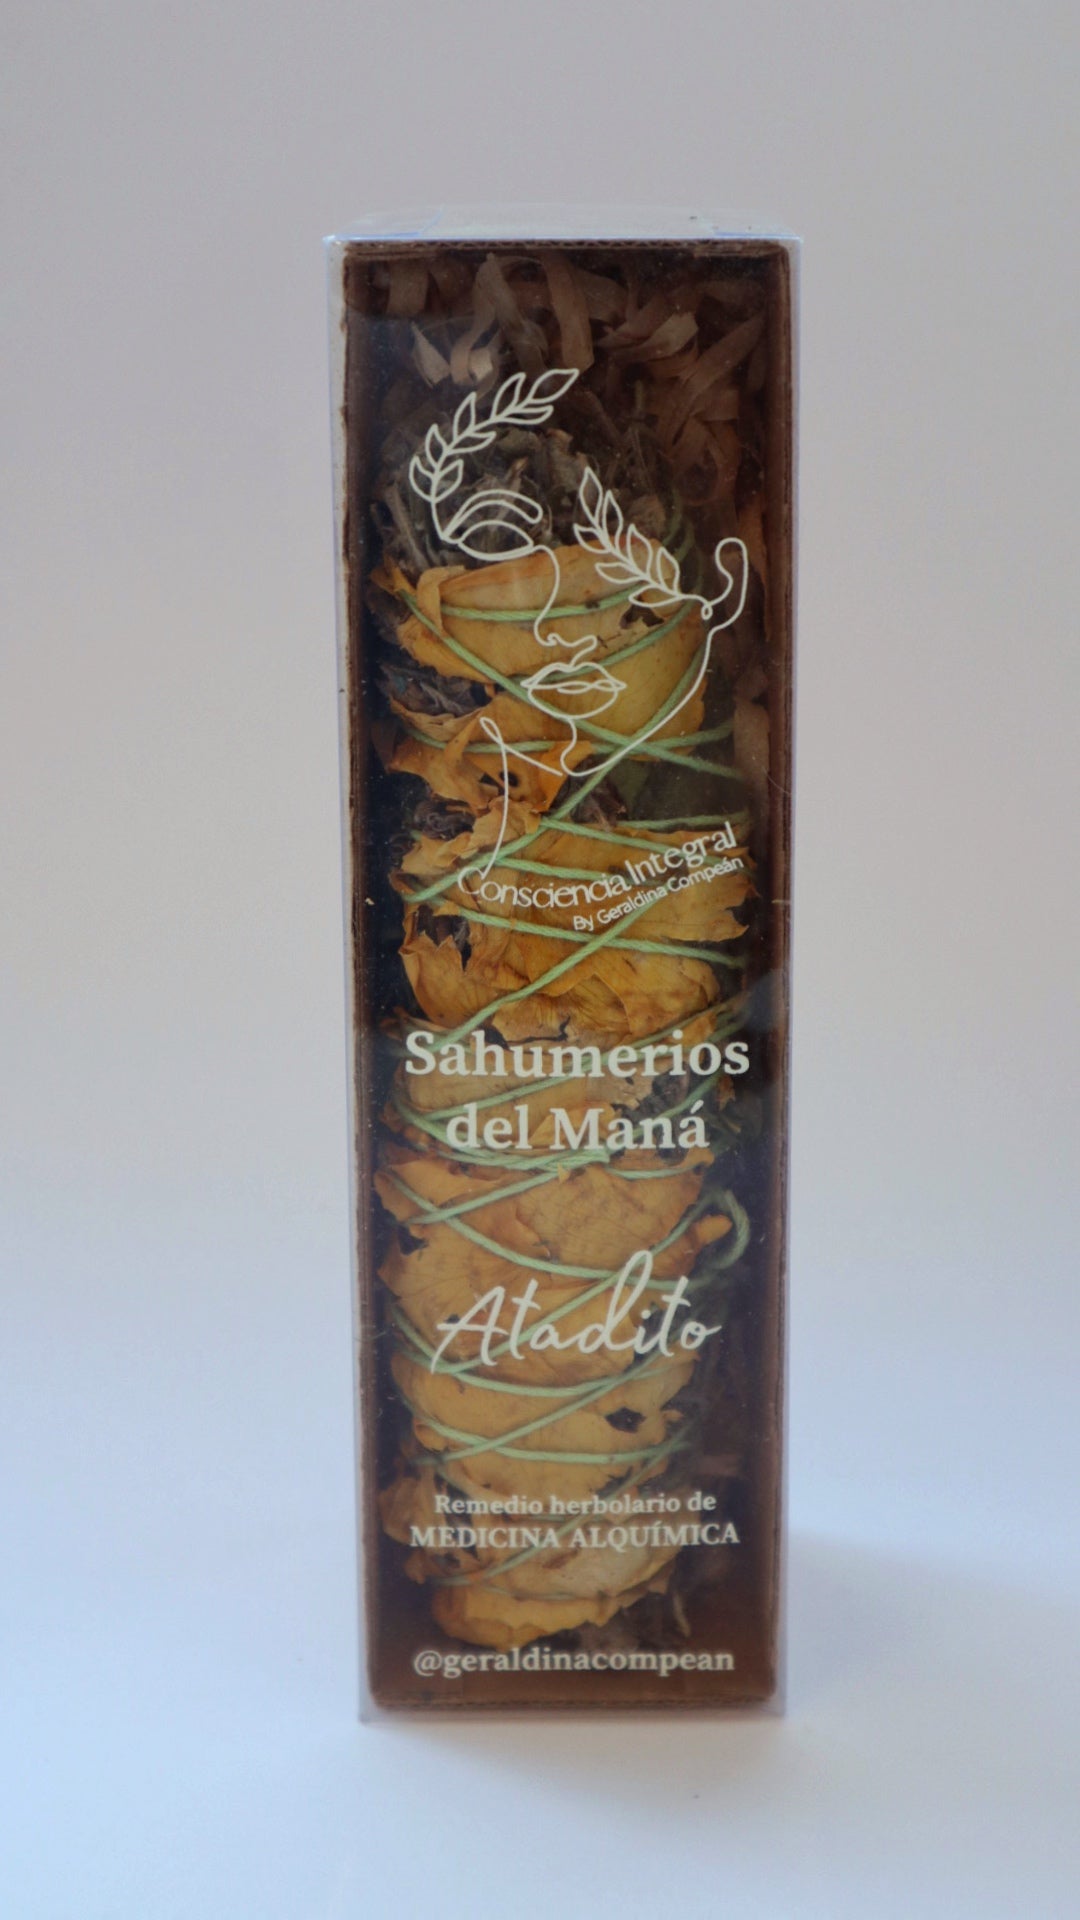 Consciencia Integral
By Geraldina Compeán
Sahumerios
del Maná
Atadito
Remedio herbolario de
MEDICINA ALQUÍMICA
@geraldinacompean